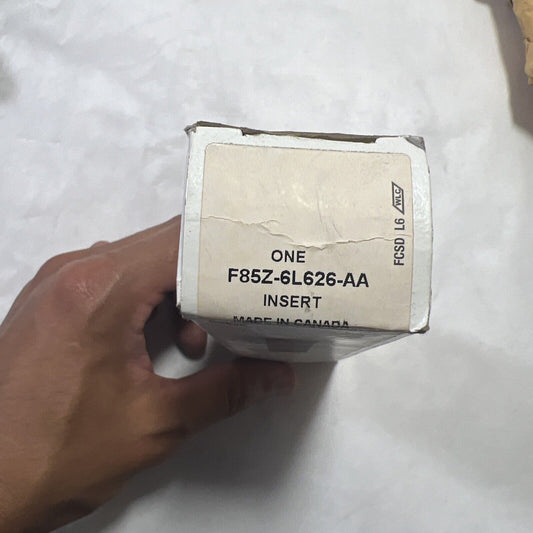 ONE
F85Z-6L626-AA
INSERT
MADE IN CANADA
FCSD L6 WLC